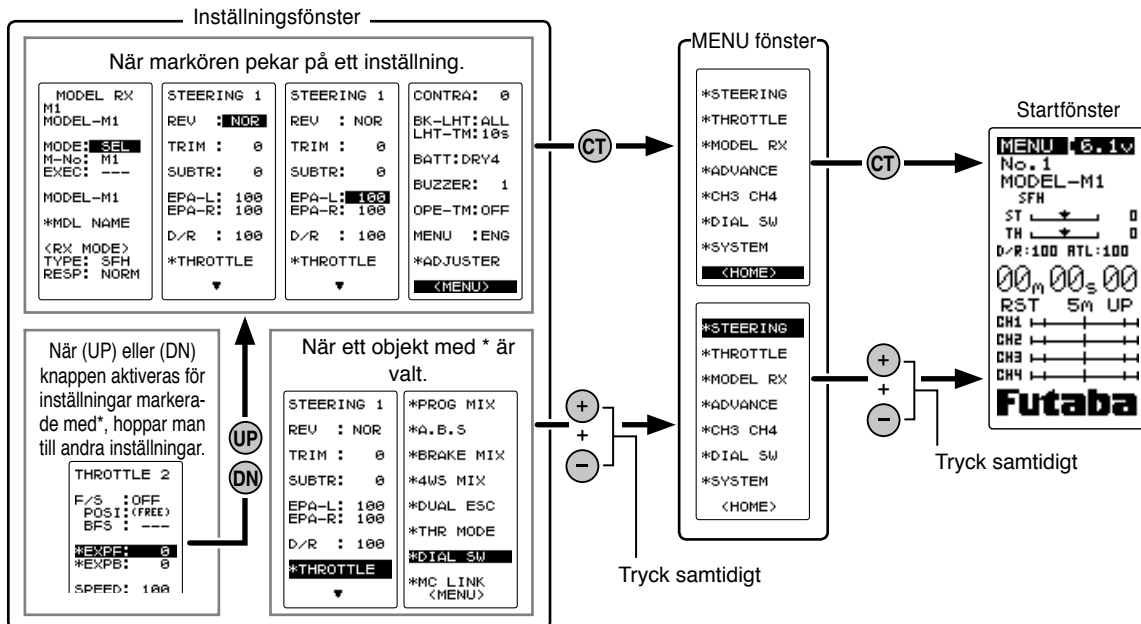 Inställningsfönster
När markören pekar på ett inställning.
MODEL RX
M1
MODEL-M1
MODE: SEL
M-No: M1
EXEC: ---
MODEL-M1
*MDL NAME
<RX MODE>
TYPE: SFH
RESP: NORM
STEERING 1
REV : NOR
TRIM : 0
SUBTR: 0
EPA-L: 100
EPA-R: 100
D/R : 100
*THROTTLE
▼
STEERING 1
REV : NOR
TRIM : 0
SUBTR: 0
EPA-L: 100
EPA-R: 100
D/R : 100
*THROTTLE
▼
CONTRA: 0
BK-LHT:ALL
LHT-TM:10s
BATT:DRY4
BUZZER: 1
OPE-TM:OFF
MENU :ENG
*ADJUSTER
<MENU>
När (UP) eller (DN)
knappen aktiveras för
inställningar markera-
de med*, hoppar man
till andra inställningar.
THROTTLE 2
F/S :OFF
POSI:(FREE)
BFS : ---
*EXPF: 0
*EXPB: 0
SPEED: 100
UP
DN
När ett objekt med * är
valt.
STEERING 1
REV : NOR
TRIM : 0
SUBTR: 0
EPA-L: 100
EPA-R: 100
D/R : 100
*THROTTLE
▼
*PROG MIX
*A.B.S
*BRAKE MIX
*4WS MIX
*DUAL ESC
*THR MODE
*DIAL SW
*MC LINK
<MENU>
CT
+
+
−
Tryck samtidigt
MENU fönster
*STEERING
*THROTTLE
*MODEL RX
*ADVANCE
*CH3 CH4
*DIAL SW
*SYSTEM
<HOME>
*STEERING
*THROTTLE
*MODEL RX
*ADVANCE
*CH3 CH4
*DIAL SW
*SYSTEM
<HOME>
CT
+
+
−
Tryck samtidigt
Startfönster
MENU 6.1v
No.1
MODEL-M1
SFH
ST 0
TH 0
D/R:100 ATL:100
00m00s00
RST 5m UP
CH1
CH2
CH3
CH4
Futaba